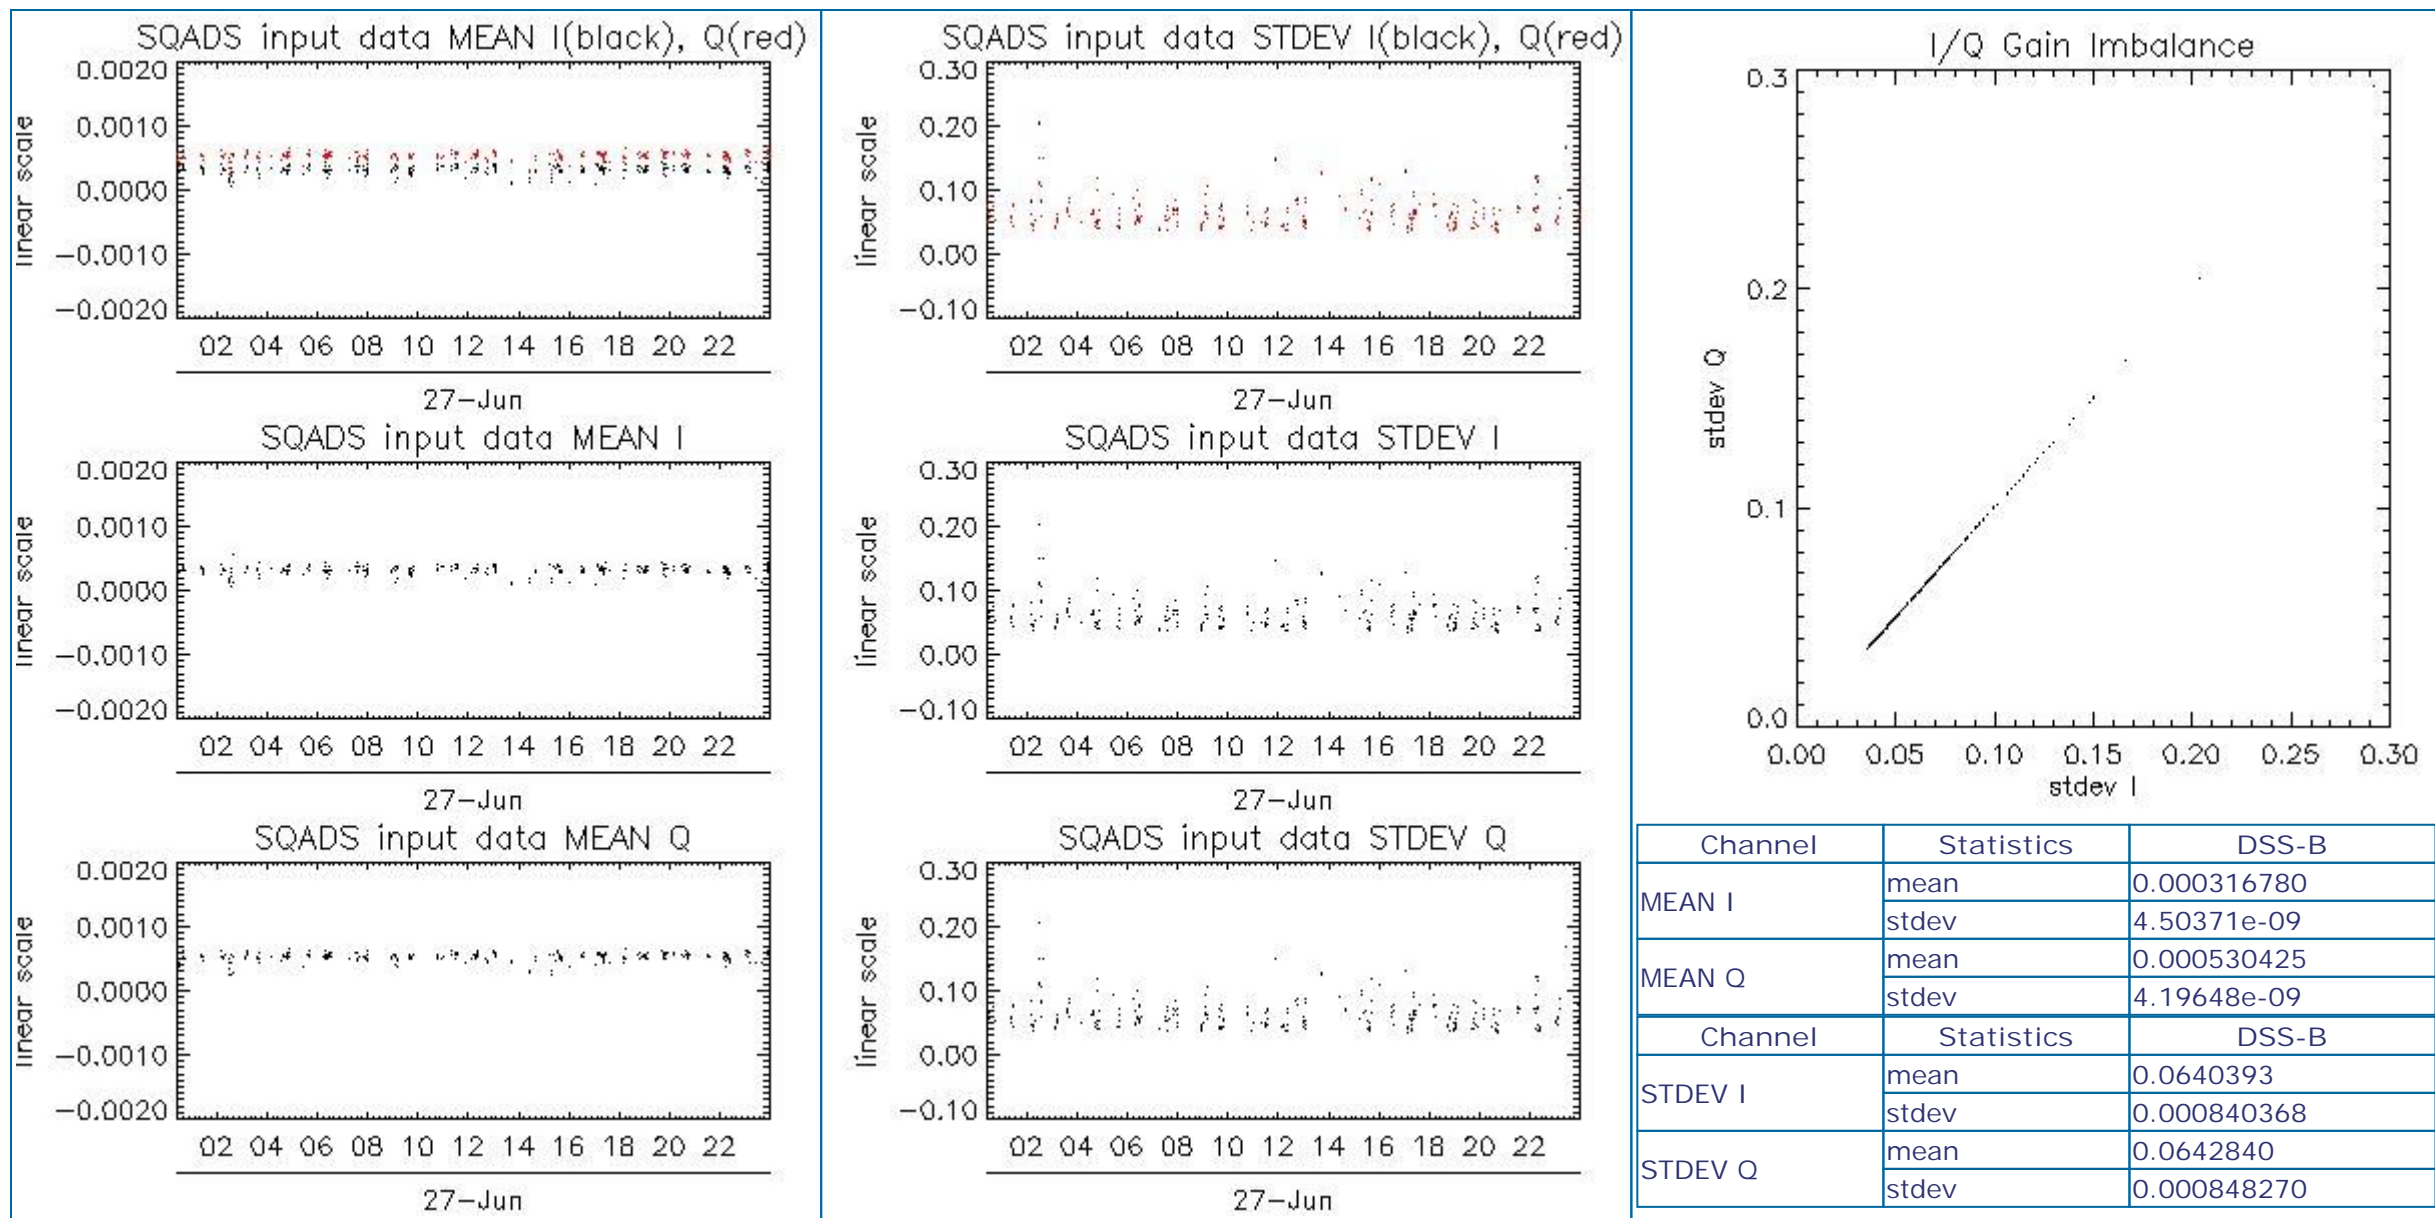 SQADS input data MEAN I(black), Q(red)
0.0020
0.0010
0.0000
-0.0010
-0.0020
linear scale
02 04 06 08 10 12 14 16 18 20 22
27-Jun
SQADS input data MEAN I
0.0020
0.0010
0.0000
-0.0010
-0.0020
linear scale
02 04 06 08 10 12 14 16 18 20 22
27-Jun
SQADS input data MEAN Q
0.0020
0.0010
0.0000
-0.0010
-0.0020
linear scale
02 04 06 08 10 12 14 16 18 20 22
27-Jun
SQADS input data STDEV I(black), Q(red)
0.30
0.20
0.10
0.00
-0.10
linear scale
02 04 06 08 10 12 14 16 18 20 22
27-Jun
SQADS input data STDEV I
0.30
0.20
0.10
0.00
-0.10
linear scale
02 04 06 08 10 12 14 16 18 20 22
27-Jun
SQADS input data STDEV Q
0.30
0.20
0.10
0.00
-0.10
linear scale
02 04 06 08 10 12 14 16 18 20 22
27-Jun
I/Q Gain Imbalance
0.3
0.2
0.1
0.0
stdev Q
0.00 0.05 0.10 0.15 0.20 0.25 0.30
stdev I
Channel Statistics DSS-B
MEAN I
mean 0.000316780
stdev 4.50371e-09
MEAN Q
mean 0.000530425
stdev 4.19648e-09
Channel Statistics DSS-B
STDEV I
mean 0.0640393
stdev 0.000840368
STDEV Q
mean 0.0642840
stdev 0.000848270